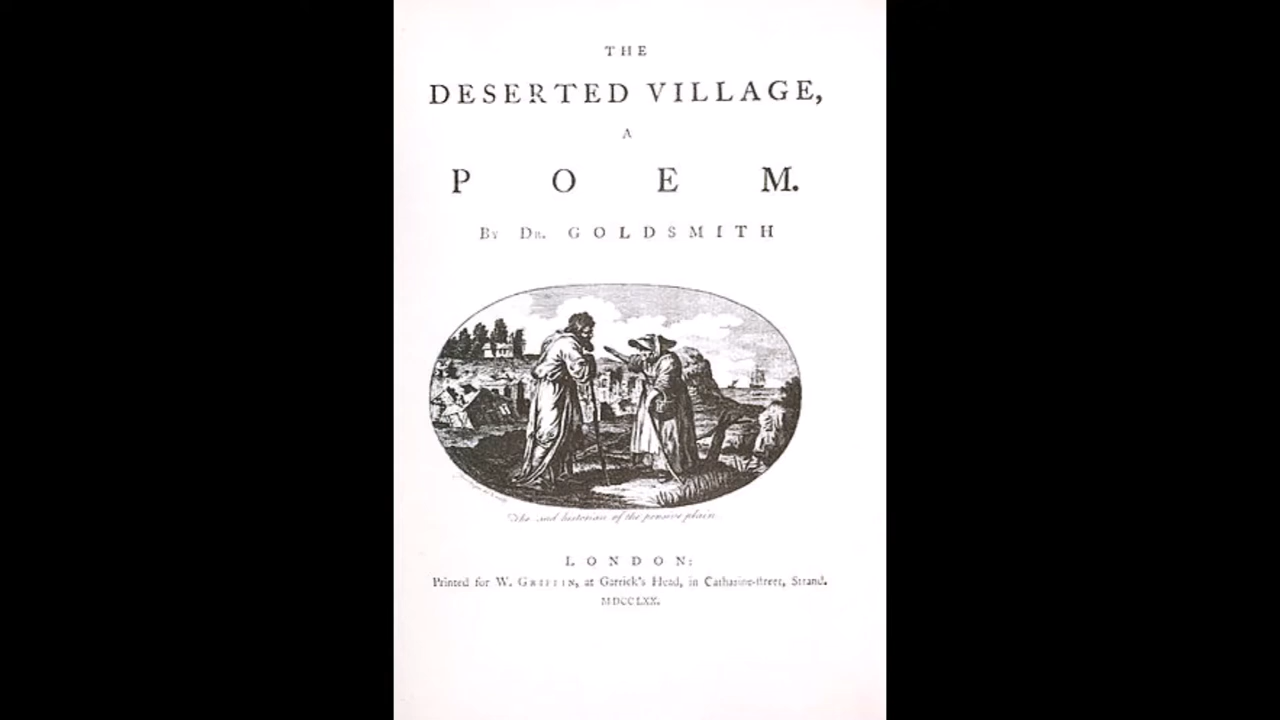 THE
DESERTED VILLAGE,
A
POEM.
BY DR. GOLDSMITH
The sad historian of the pensive plain.
LONDON:
Printed for W. GRIFFIN, at Garrick's Head, in Catharine-street, Strand.
MDCCLXX.